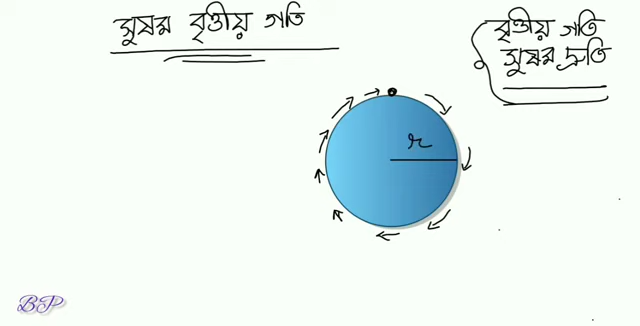 সুষম বৃত্তীয় গতি
বৃত্তীয় গতি
সুষম দ্রুতি
r
BP